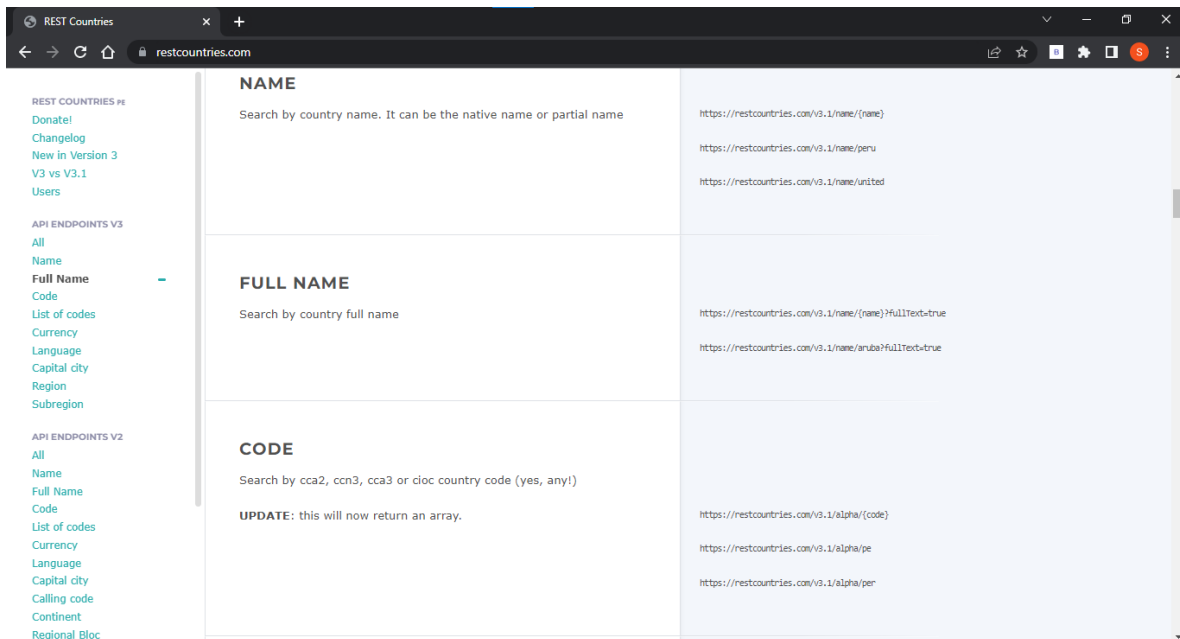 REST Countries
restcountries.com
B
S
REST COUNTRIES PE
Donate!
Changelog
New in Version 3
V3 vs V3.1
Users
API ENDPOINTS V3
All
Name
Full Name
Code
List of codes
Currency
Language
Capital city
Region
Subregion
API ENDPOINTS V2
All
Name
Full Name
Code
List of codes
Currency
Language
Capital city
Calling code
Continent
Regional Bloc
NAME
Search by country name. It can be the native name or partial name
https://restcountries.com/v3.1/name/{name}
https://restcountries.com/v3.1/name/peru
https://restcountries.com/v3.1/name/united
FULL NAME
Search by country full name
https://restcountries.com/v3.1/name/{name}?fullText=true
https://restcountries.com/v3.1/name/aruba?fullText=true
CODE
Search by cca2, ccn3, cca3 or cioc country code (yes, any!)
UPDATE: this will now return an array.
https://restcountries.com/v3.1/alpha/{code}
https://restcountries.com/v3.1/alpha/pe
https://restcountries.com/v3.1/alpha/per